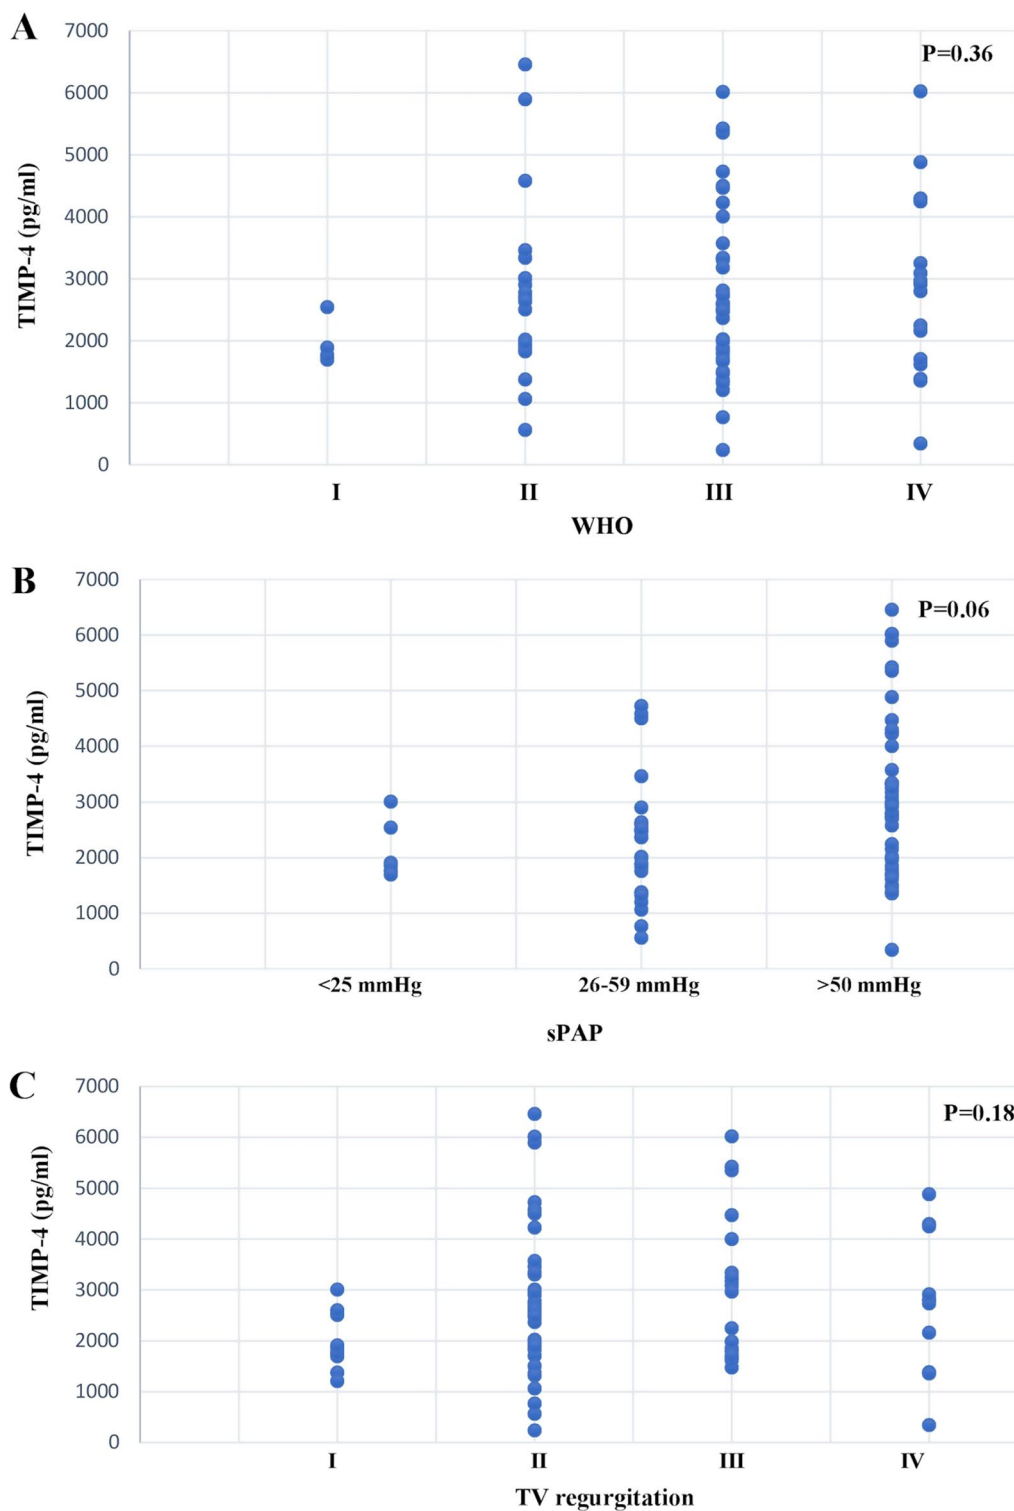 A
7000
P=0.36
6000
5000
4000
3000
2000
1000
0
TIMP-4 (pg/ml)
I II III IV
WHO
B
7000
P=0.06
6000
5000
4000
3000
2000
1000
0
TIMP-4 (pg/ml)
<25 mmHg 26-59 mmHg >50 mmHg
sPAP
C
7000
P=0.18
6000
5000
4000
3000
2000
1000
0
TIMP-4 (pg/ml)
I II III IV
TV regurgitation